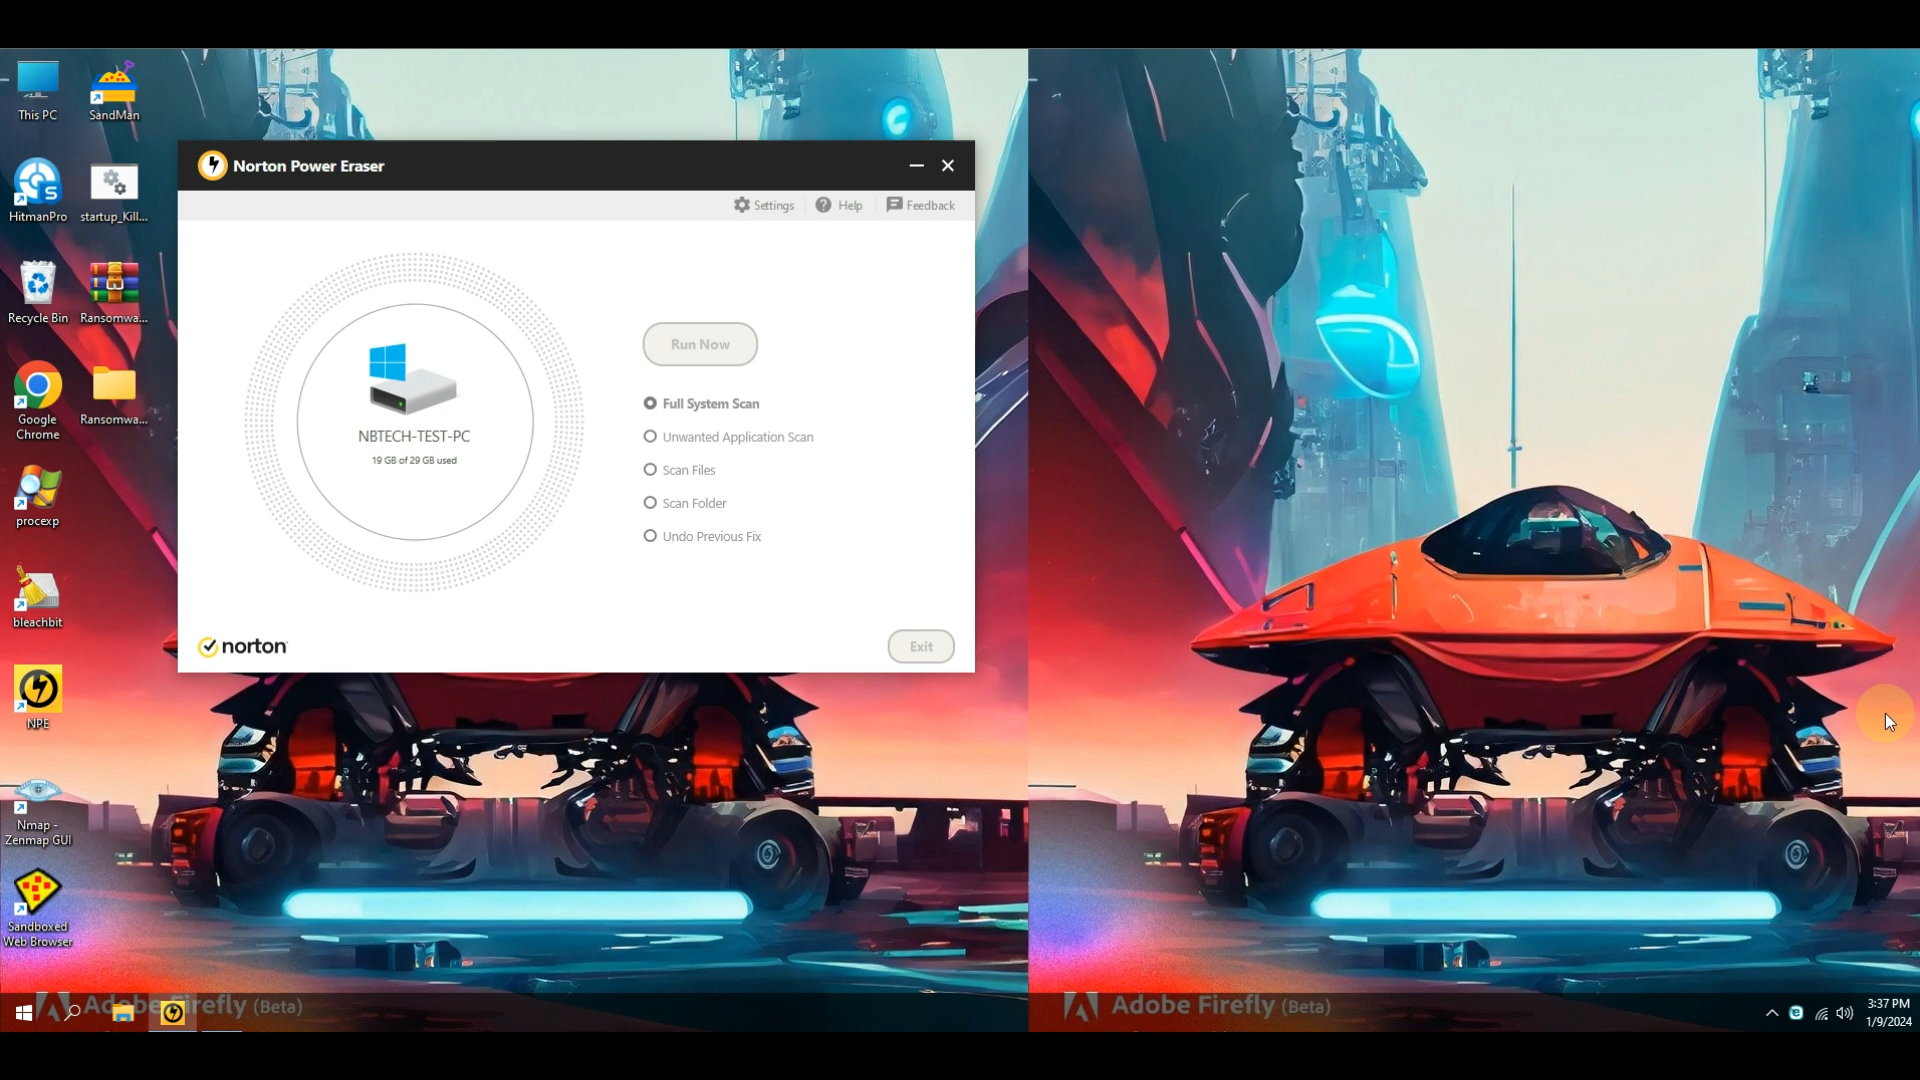 This PC
SandMan
HitmanPro
startup_Kill...
Recycle Bin
Ransomwa...
Google
Chrome
Ransomwa...
procexp
bleachbit
NPE
Nmap -
Zenmap GUI
Sandboxed
Web Browser
Norton Power Eraser
Settings
Help
Feedback
NBTECH-TEST-PC
19 GB of 29 GB used
Run Now
Full System Scan
Unwanted Application Scan
Scan Files
Scan Folder
Undo Previous Fix
norton
Exit
Adobe Firefly (Beta)
Adobe Firefly (Beta)
3:37 PM
1/9/2024